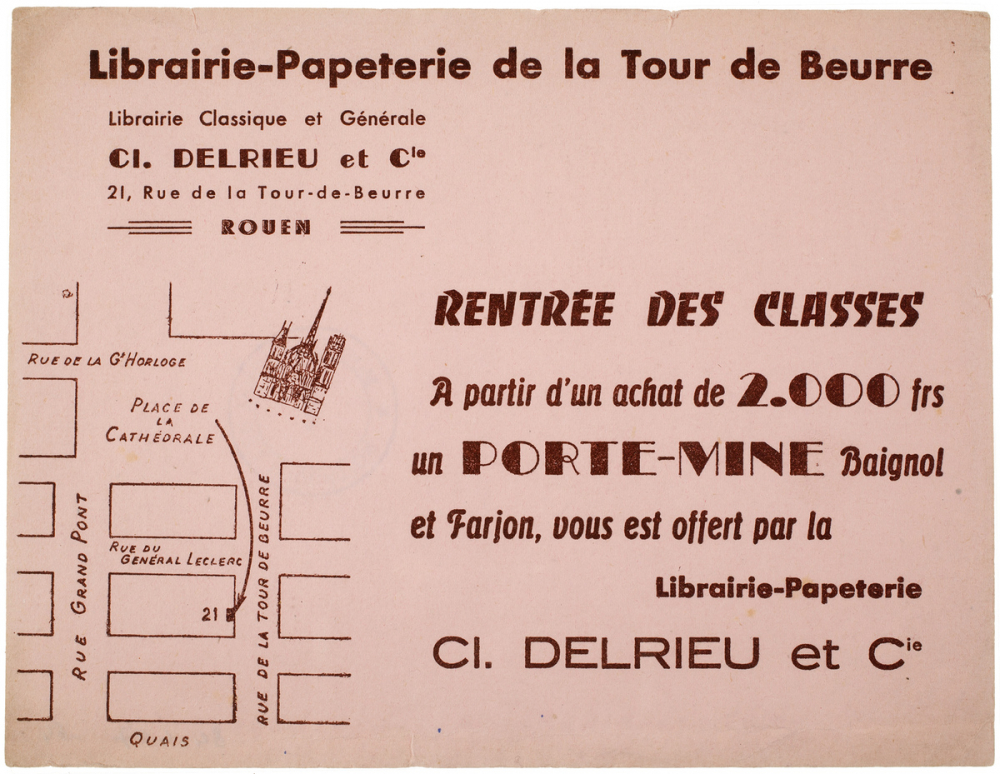 Librairie-Papeterie de la Tour de Beurre
Librairie Classique et Générale
Cl. DELRIEU et Cie
21, Rue de la Tour-de-Beurre
ROUEN
RENTRÉE DES CLASSES
A partir d'un achat de 2.000 frs
un PORTE-MINE Baignol
et Farjon, vous est offert par la
Librairie-Papeterie
Cl. DELRIEU et Cie
RUE DE LA Gde HORLOGE
PLACE DE
LA
CATHÉDRALE
RUE GRAND PONT
RUE DU
GÉNÉRAL LECLERC
21
RUE DE LA TOUR DE BEURRE
QUAIS